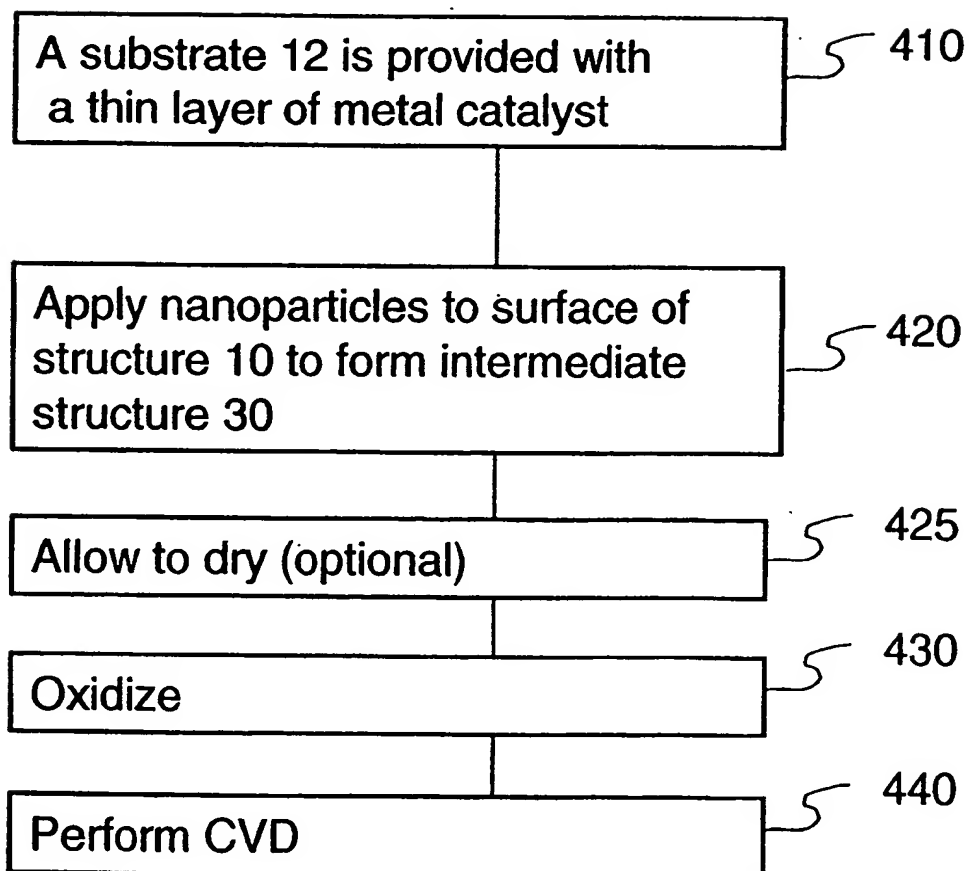 A substrate 12 is provided with
a thin layer of metal catalyst
410
Apply nanoparticles to surface of
structure 10 to form intermediate
structure 30
420
Allow to dry (optional)
425
Oxidize
430
Perform CVD
440